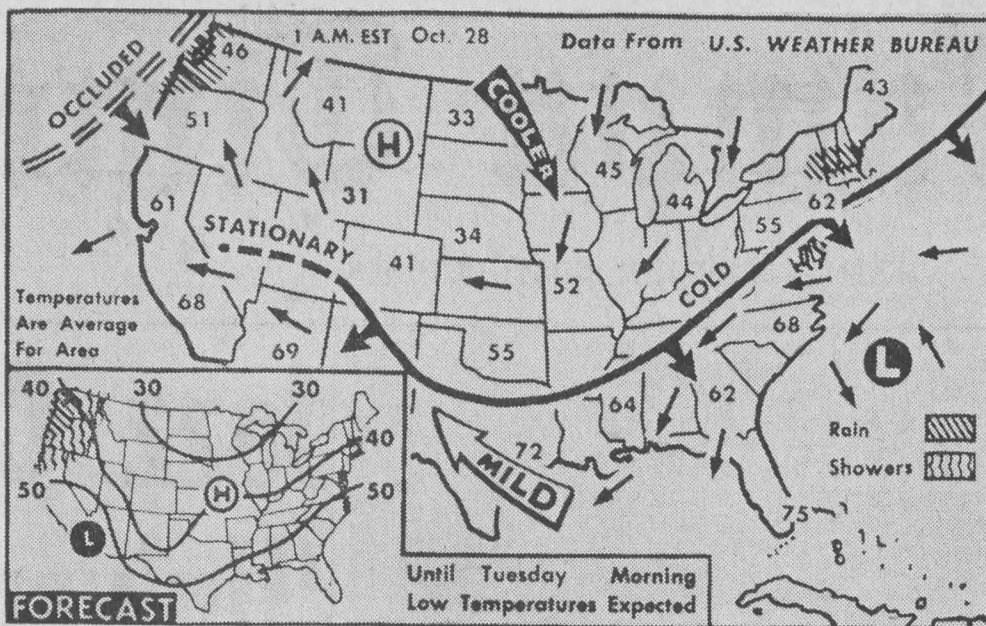 1 A.M. EST Oct. 28
Data From U.S. WEATHER BUREAU
OCCLUDED
COOLER
46
43
41
33
51
H
45
31
44
62
61
STATIONARY
34
55
41
52
COLD
68
68
Temperatures
Are Average
For Area
69
55
L
64
62
Rain
72
MILD
Showers
75
40
30
30
40
50
H
50
L
FORECAST
Until Tuesday Morning
Low Temperatures Expected